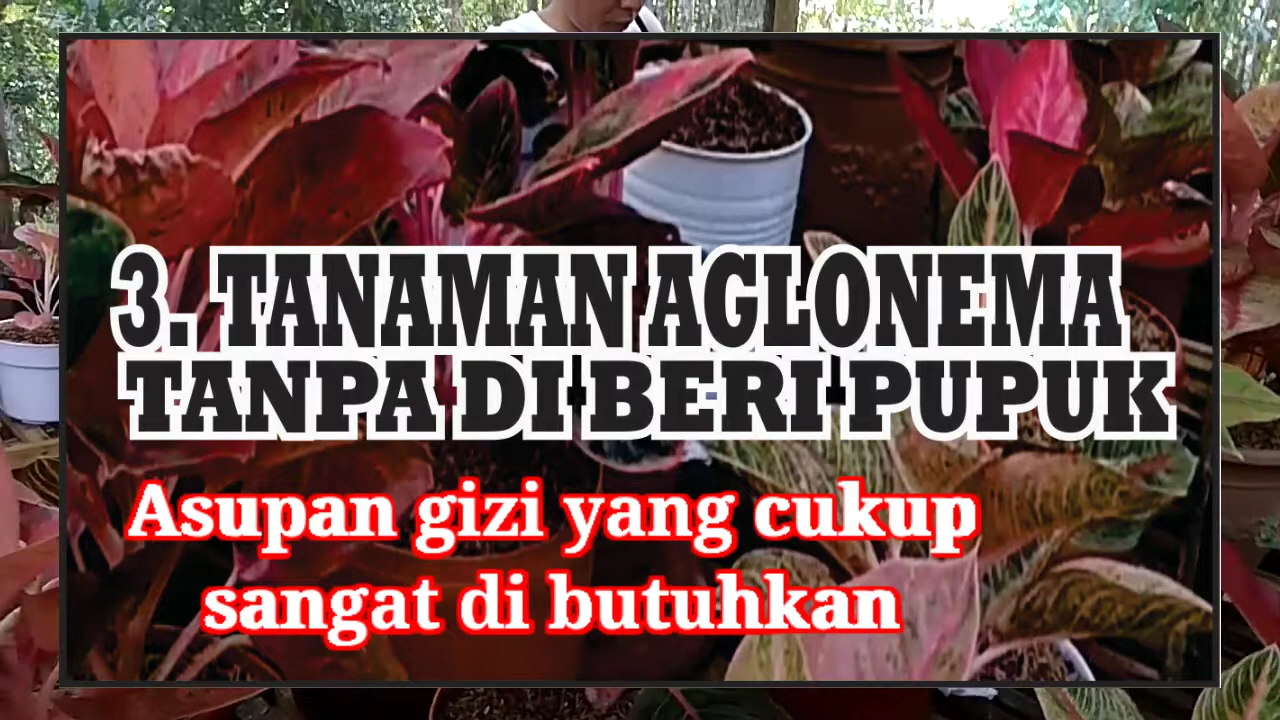 3. TANAMAN AGLONEMA
TANPA DI BERI PUPUK
Asupan gizi yang cukup
sangat di butuhkan